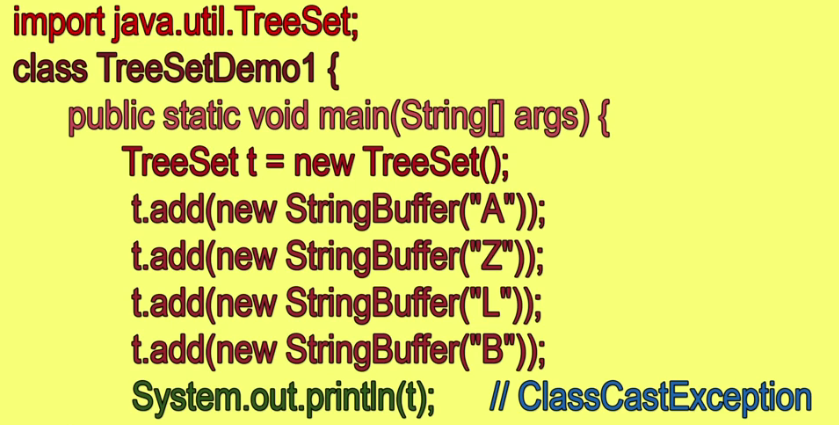 import java.util.TreeSet;
class TreeSetDemo1 {
public static void main(String[] args) {
TreeSet t = new TreeSet();
t.add(new StringBuffer("A"));
t.add(new StringBuffer("Z"));
t.add(new StringBuffer("L"));
t.add(new StringBuffer("B"));
System.out.println(t); // ClassCastException